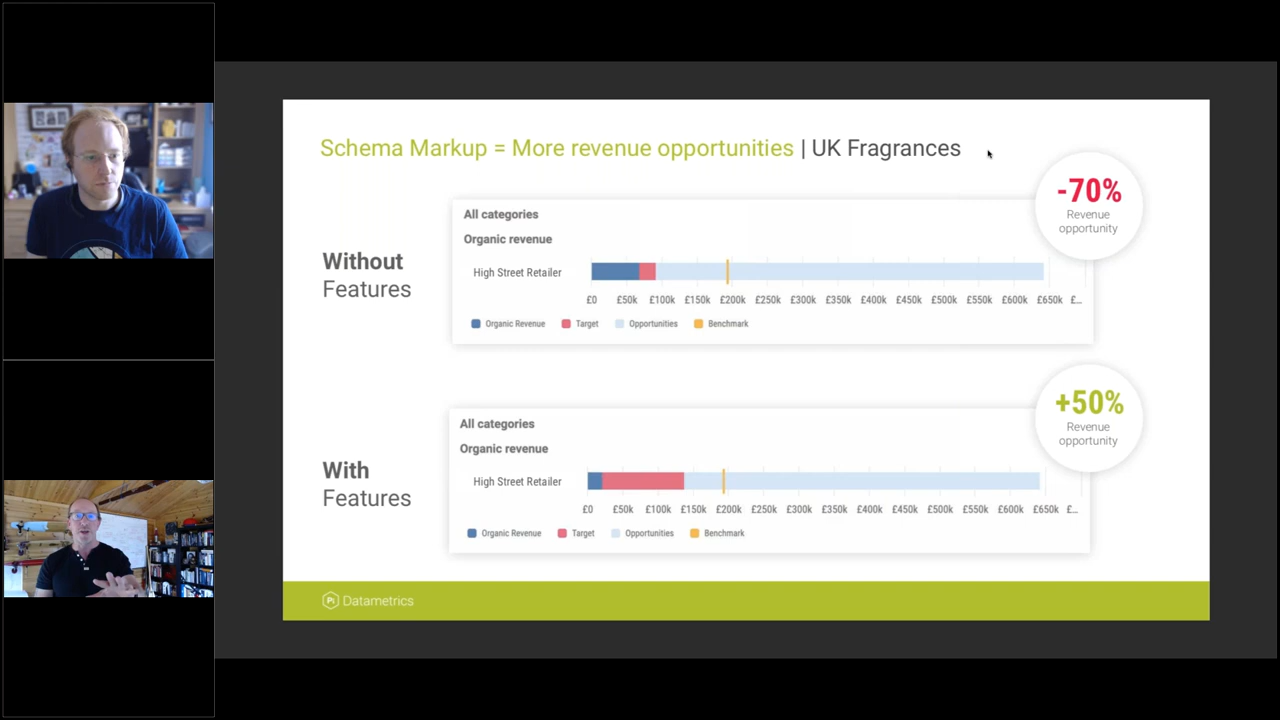 Schema Markup = More revenue opportunities | UK Fragrances
-70%
Revenue
opportunity
Without
Features
All categories
Organic revenue
High Street Retailer
£0 £50k £100k £150k £200k £250k £300k £350k £400k £450k £500k £550k £600k £650k £...
Organic Revenue Target Opportunities Benchmark
+50%
Revenue
opportunity
With
Features
All categories
Organic revenue
High Street Retailer
£0 £50k £100k £150k £200k £250k £300k £350k £400k £450k £500k £550k £600k £650k £...
Organic Revenue Target Opportunities Benchmark
Pi Datametrics